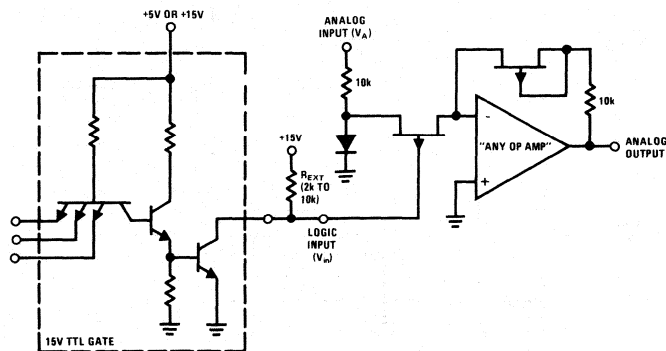 +5V OR +15V
ANALOG
INPUT (VA)
10k
+15V
REXT
(2k TO
10k)
LOGIC
INPUT
(Vin)
-
"ANY OP AMP"
+
10k
ANALOG
OUTPUT
15V TTL GATE